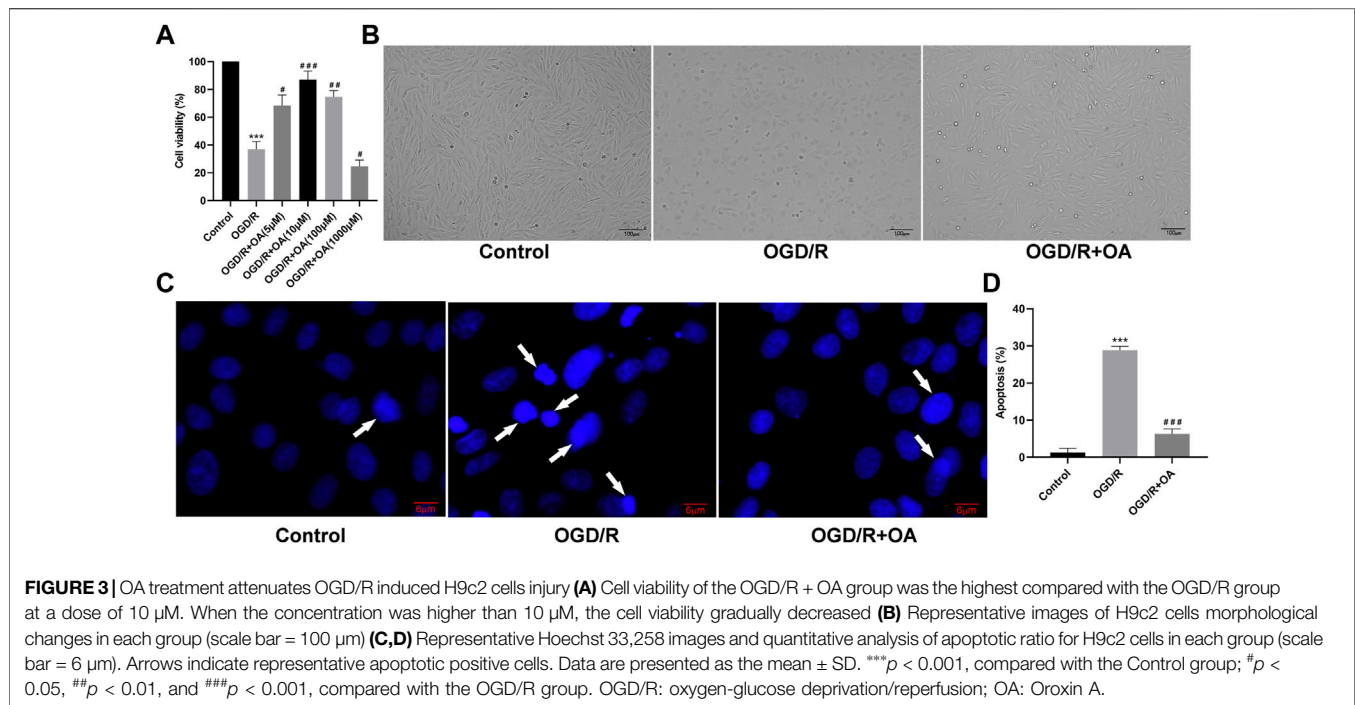 A
Cell viability (%)
100
80
60
40
20
0
***
#
###
##
#
Control
OGD/R
OGD/R+OA(5μM)
OGD/R+OA(10μM)
OGD/R+OA(100μM)
OGD/R+OA(1000μM)
B
100μm
100μm
100μm
Control OGD/R OGD/R+OA
C
6μm
6μm
6μm
Control OGD/R OGD/R+OA
D
Apoptosis (%)
40
30
20
10
0
***
###
Control
OGD/R
OGD/R+OA
FIGURE 3 | OA treatment attenuates OGD/R induced H9c2 cells injury (A) Cell viability of the OGD/R + OA group was the highest compared with the OGD/R group
at a dose of 10 μM. When the concentration was higher than 10 μM, the cell viability gradually decreased (B) Representative images of H9c2 cells morphological
changes in each group (scale bar = 100 μm) (C,D) Representative Hoechst 33,258 images and quantitative analysis of apoptotic ratio for H9c2 cells in each group (scale
bar = 6 μm). Arrows indicate representative apoptotic positive cells. Data are presented as the mean ± SD. ***p < 0.001, compared with the Control group; #p <
0.05, ##p < 0.01, and ###p < 0.001, compared with the OGD/R group. OGD/R: oxygen-glucose deprivation/reperfusion; OA: Oroxin A.